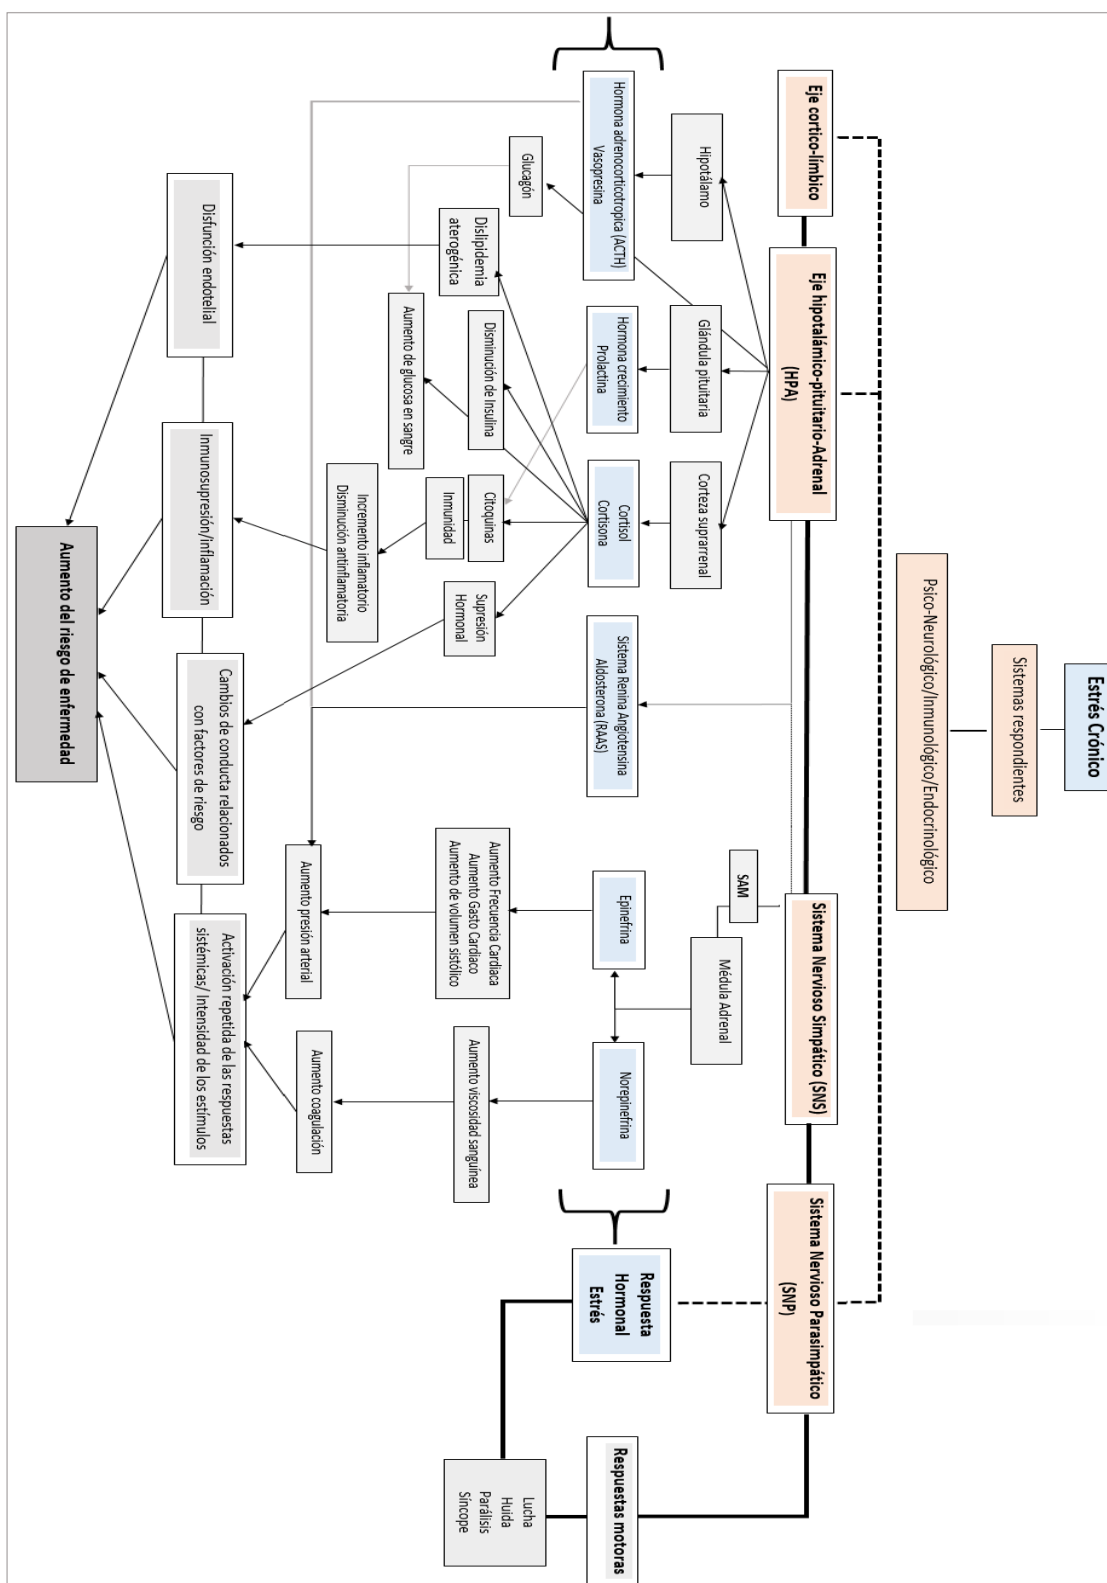 Estrés Crónico
Sistemas respondientes
Psico-Neurológico/Inmunológico/Endocrinológico
Eje cortico-límbico
Eje hipotalámico-pituitario-Adrenal
(HPA)
Sistema Nervioso Simpático (SNS)
Sistema Nervioso Parasimpático
(SNP)
Hipotálamo
Glándula pituitaria
Corteza suprarrenal
SAM
Médula Adrenal
Hormona adrenocorticotropica (ACTH)
Vasopresina
Hormona crecimiento
Prolactina
Cortisol
Cortisona
Sistema Renina Angiotensina
Aldosterona (RAAS)
Epinefrina
Norepinefrina
Respuesta
Hormonal
Estrés
Respuestas motoras
Glucagón
Dislipidemia
aterogénica
Disminución de Insulina
Aumento de glucosa en sangre
Citoquinas
Inmunidad
Supresión
Hormonal
Incremento inflamatorio
Disminución antinflamatoria
Aumento Frecuencia Cardiaca
Aumento Gasto Cardiaco
Aumento de volumen sistólico
Aumento viscosidad sanguínea
Lucha
Huida
Parálisis
Síncope
Aumento presión arterial
Aumento coagulación
Disfunción endotelial
Inmunosupresión/inflamación
Cambios de conducta relacionados
con factores de riesgo
Activación repetida de las respuestas
sistémicas/ Intensidad de los estímulos
Aumento del riesgo de enfermedad